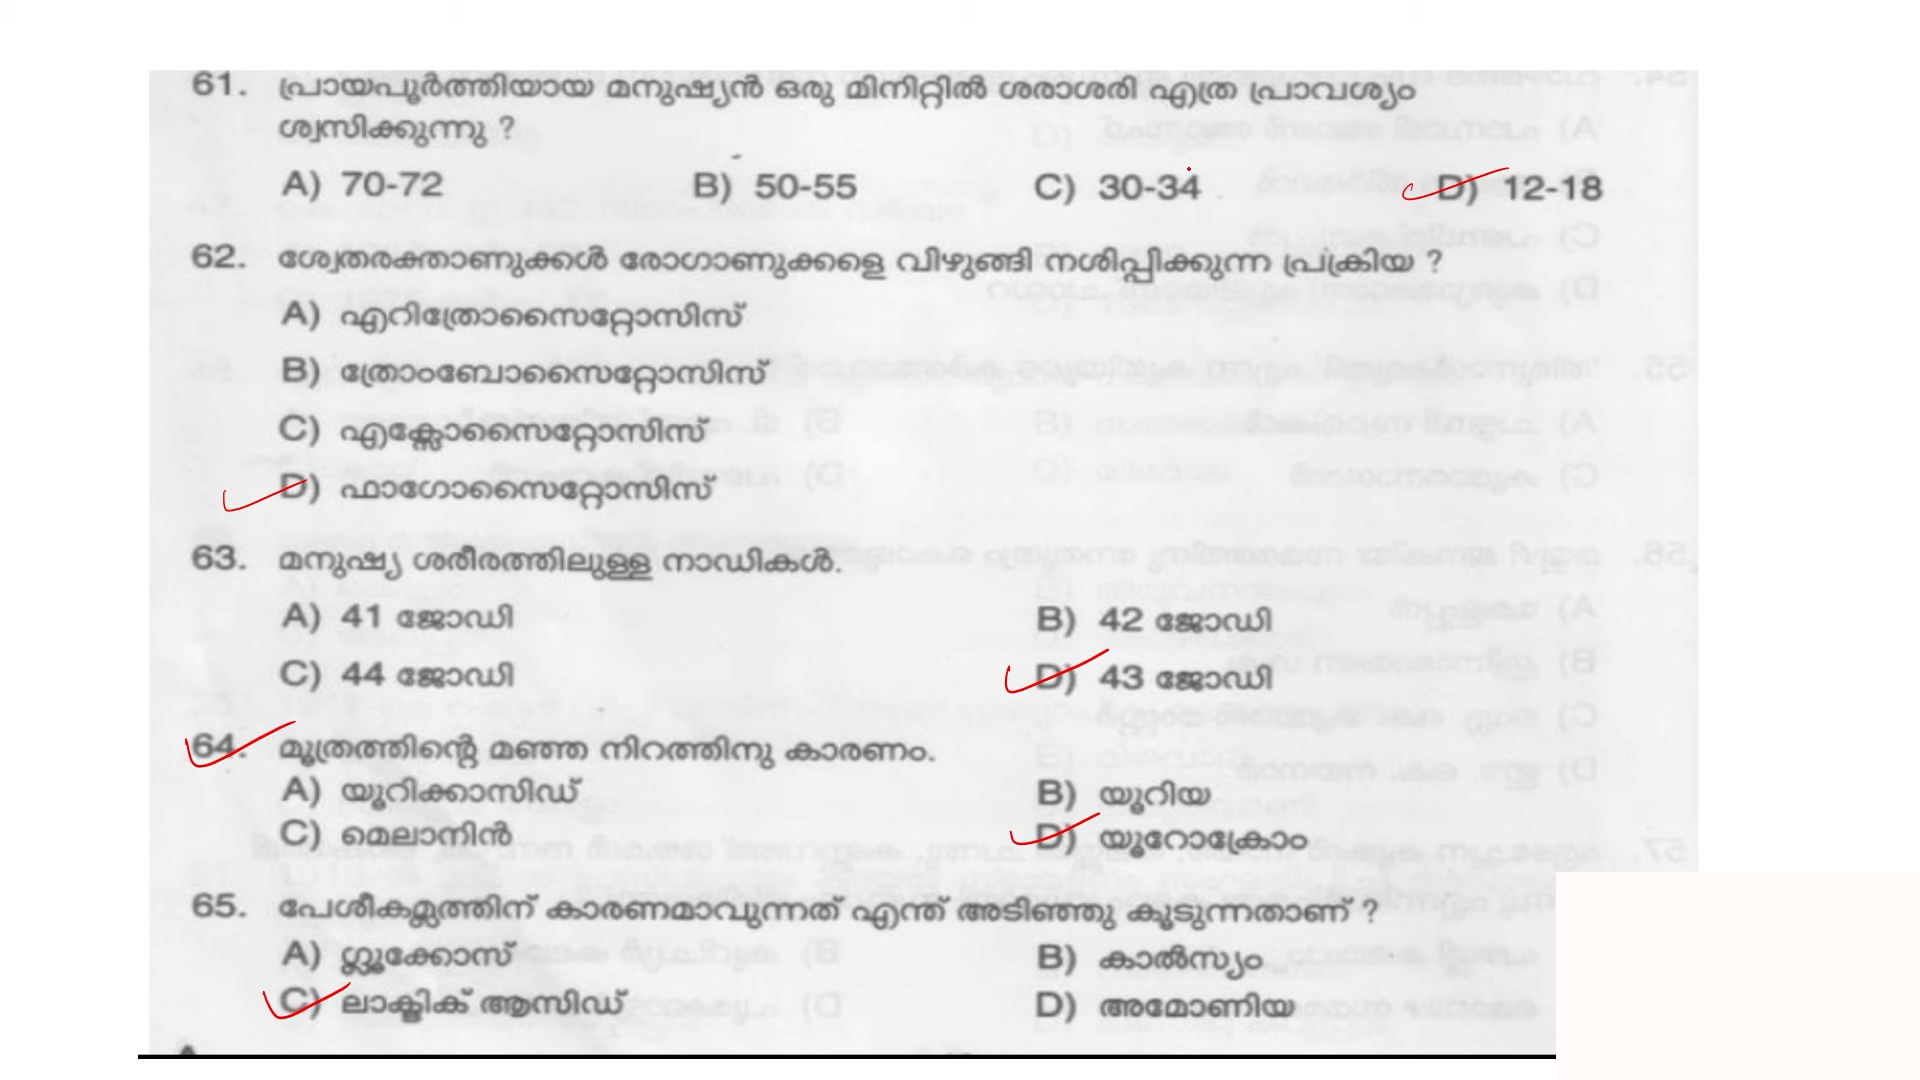 61. പ്രായപൂർത്തിയായ മനുഷ്യൻ ഒരു മിനിറ്റിൽ ശരാശരി എത്ര പ്രാവശ്യം
ശ്വസിക്കുന്നു ?
A) 70-72 B) 50-55 C) 30-34 D) 12-18
62. ശ്വേതരക്താണുക്കൾ രോഗാണുക്കളെ വിഴുങ്ങി നശിപ്പിക്കുന്ന പ്രക്രിയ ?
A) എറിത്രോസൈറ്റോസിസ്
B) ത്രോംബോസൈറ്റോസിസ്
C) എക്സോസൈറ്റോസിസ്
D) ഫാഗോസൈറ്റോസിസ്
63. മനുഷ്യ ശരീരത്തിലുള്ള നാഡികൾ.
A) 41 ജോഡി B) 42 ജോഡി
C) 44 ജോഡി D) 43 ജോഡി
64. മൂത്രത്തിന്റെ മഞ്ഞ നിറത്തിനു കാരണം.
A) യൂറിക്കാസിഡ് B) യൂറിയ
C) മെലാനിൻ D) യൂറോക്രോം
65. പേശീകമ്ലത്തിന് കാരണമാവുന്നത് എന്ത് അടിഞ്ഞു കൂടുന്നതാണ് ?
A) ഗ്ലൂക്കോസ് B) കാൽസ്യം
C) ലാക്ടിക് ആസിഡ് D) അമോണിയ